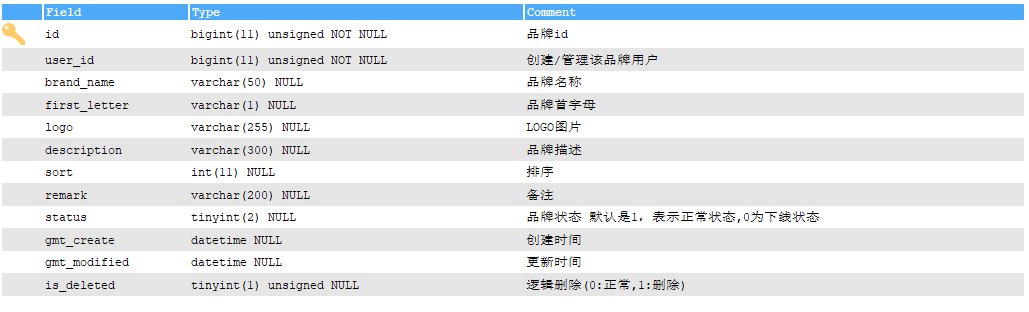 Field Type Comment
id bigint(11) unsigned NOT NULL 品牌id
user_id bigint(11) unsigned NOT NULL 创建/管理该品牌用户
brand_name varchar(50) NULL 品牌名称
first_letter varchar(1) NULL 品牌首字母
logo varchar(255) NULL LOGO图片
description varchar(300) NULL 品牌描述
sort int(11) NULL 排序
remark varchar(200) NULL 备注
status tinyint(2) NULL 品牌状态 默认是1，表示正常状态,0为下线状态
gmt_create datetime NULL 创建时间
gmt_modified datetime NULL 更新时间
is_deleted tinyint(1) unsigned NULL 逻辑删除(0:正常,1:删除)